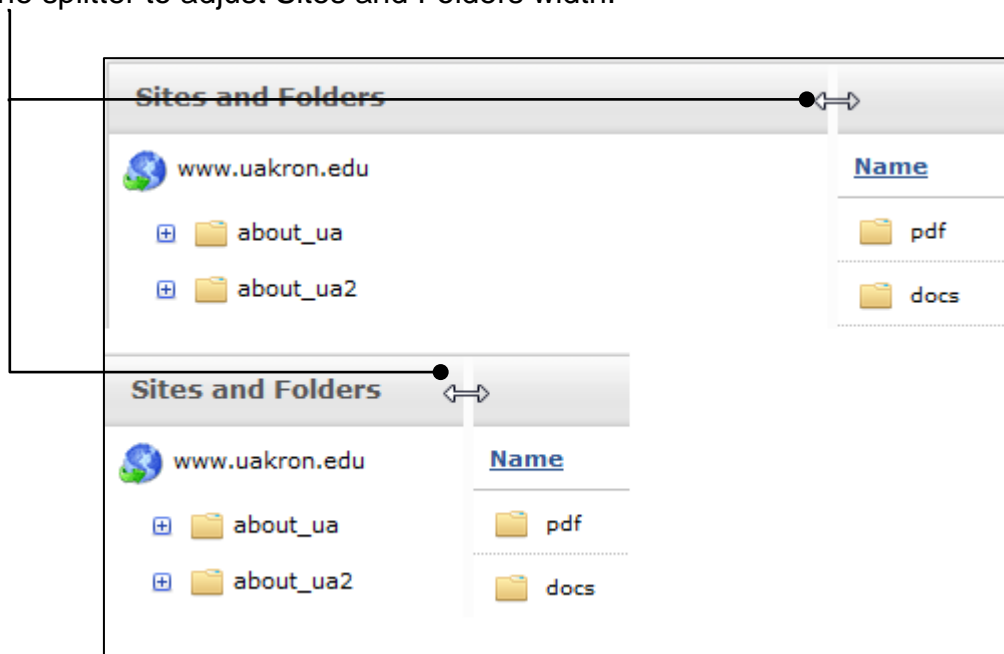 splitter to adjust Sites and Folders width.
Sites and Folders
www.uakron.edu
Name
about_ua
pdf
about_ua2
docs
Sites and Folders
www.uakron.edu
Name
about_ua
pdf
about_ua2
docs